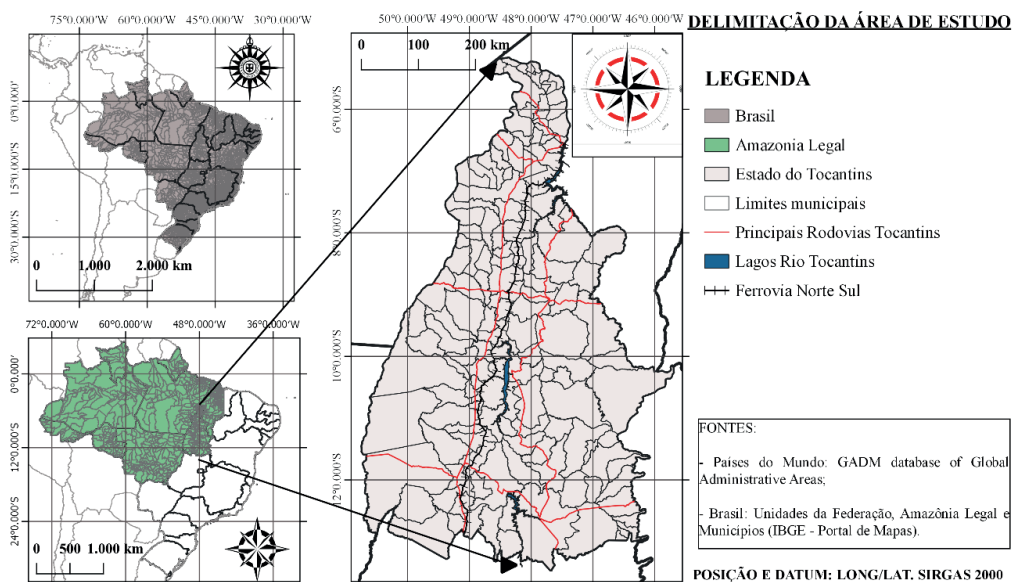 75°0.000'W 60°0.000'W 45°0.000'W 30°0.000'W
0°0.000'S
15°0.000'S
30°0.000'S
0 1.000 2.000 km
72°0.000'W 60°0.000'W 48°0.000'W 36°0.000'W
0°0.000'
12°0.000'S
24°0.000'S
0 500 1.000 km
50°0.000'W 49°0.000'W 48°0.000'W 47°0.000'W 46°0.000'W
0 100 200 km
6°0.000'S
8°0.000'S
10°0.000'S
12°0.000'S
DELIMITAÇÃO DA ÁREA DE ESTUDO
LEGENDA
Brasil
Amazonia Legal
Estado do Tocantins
Limites municipais
Principais Rodovias Tocantins
Lagos Rio Tocantins
Ferrovia Norte Sul
FONTES:
- Países do Mundo: GADM database of Global
Administrative Areas;
- Brasil: Unidades da Federação, Amazônia Legal e
Municípios (IBGE - Portal de Mapas).
POSIÇÃO E DATUM: LONG/LAT. SIRGAS 2000